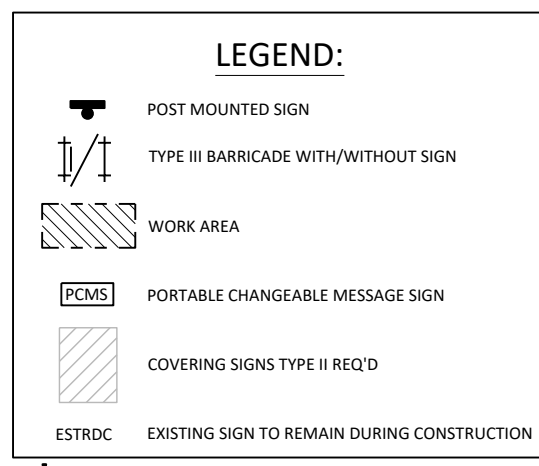 LEGEND:
POST MOUNTED SIGN
TYPE III BARRICADE WITH/WITHOUT SIGN
WORK AREA
PCMS PORTABLE CHANGEABLE MESSAGE SIGN
COVERING SIGNS TYPE II REQ'D
ESTRDC EXISTING SIGN TO REMAIN DURING CONSTRUCTION